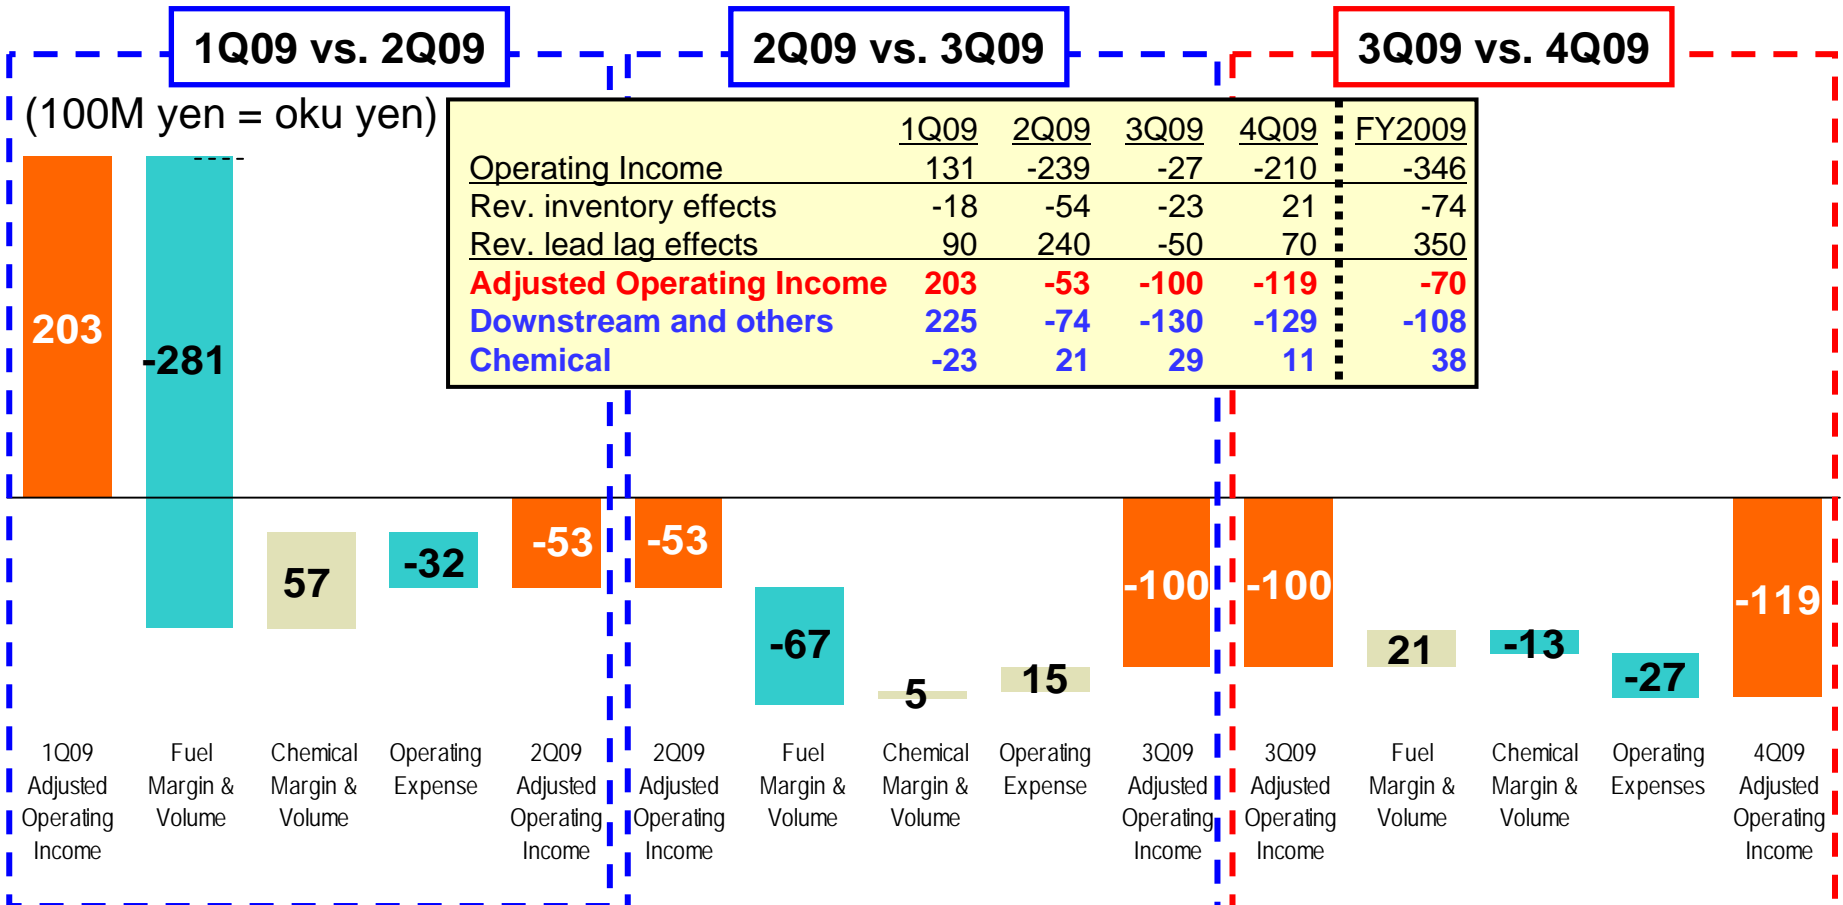 1Q09 vs. 2Q09
2Q09 vs. 3Q09
3Q09 vs. 4Q09
(100M yen = oku yen)
1Q09 2Q09 3Q09 4Q09 FY2009
Operating Income 131 -239 -27 -210 -346
Rev. inventory effects -18 -54 -23 21 -74
Rev. lead lag effects 90 240 -50 70 350
Adjusted Operating Income 203 -53 -100 -119 -70
Downstream and others 225 -74 -130 -129 -108
Chemical -23 21 29 11 38
203
-281
57
-32
-53
-53
-67
5
15
-100
-100
21
-13
-27
-119
1Q09
Adjusted
Operating
Income
Fuel
Margin &
Volume
Chemical
Margin &
Volume
Operating
Expense
2Q09
Adjusted
Operating
Income
2Q09
Adjusted
Operating
Income
Fuel
Margin &
Volume
Chemical
Margin &
Volume
Operating
Expense
3Q09
Adjusted
Operating
Income
3Q09
Adjusted
Operating
Income
Fuel
Margin &
Volume
Chemical
Margin &
Volume
Operating
Expenses
4Q09
Adjusted
Operating
Income